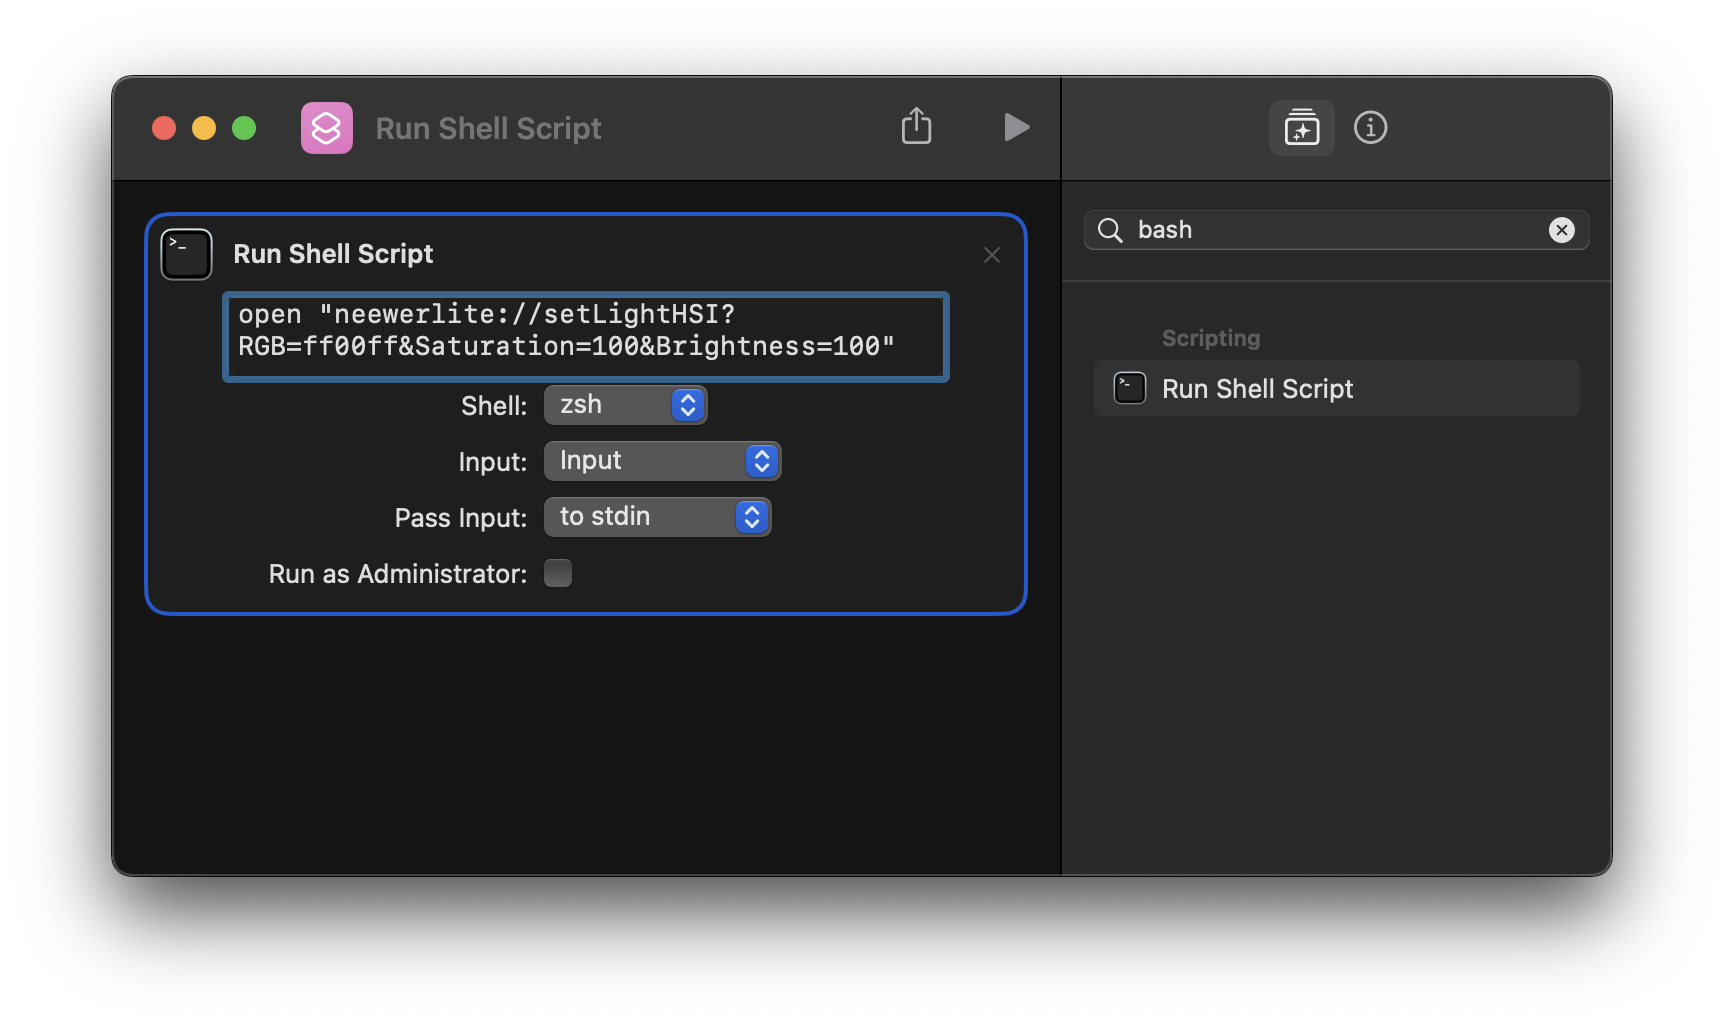 Run Shell Script
bash
Run Shell Script
open "neewerlite://setLightHSI?
RGB=ff00ff&Saturation=100&Brightness=100"
Shell: zsh
Input: Input
Pass Input: to stdin
Run as Administrator:
Scripting
Run Shell Script